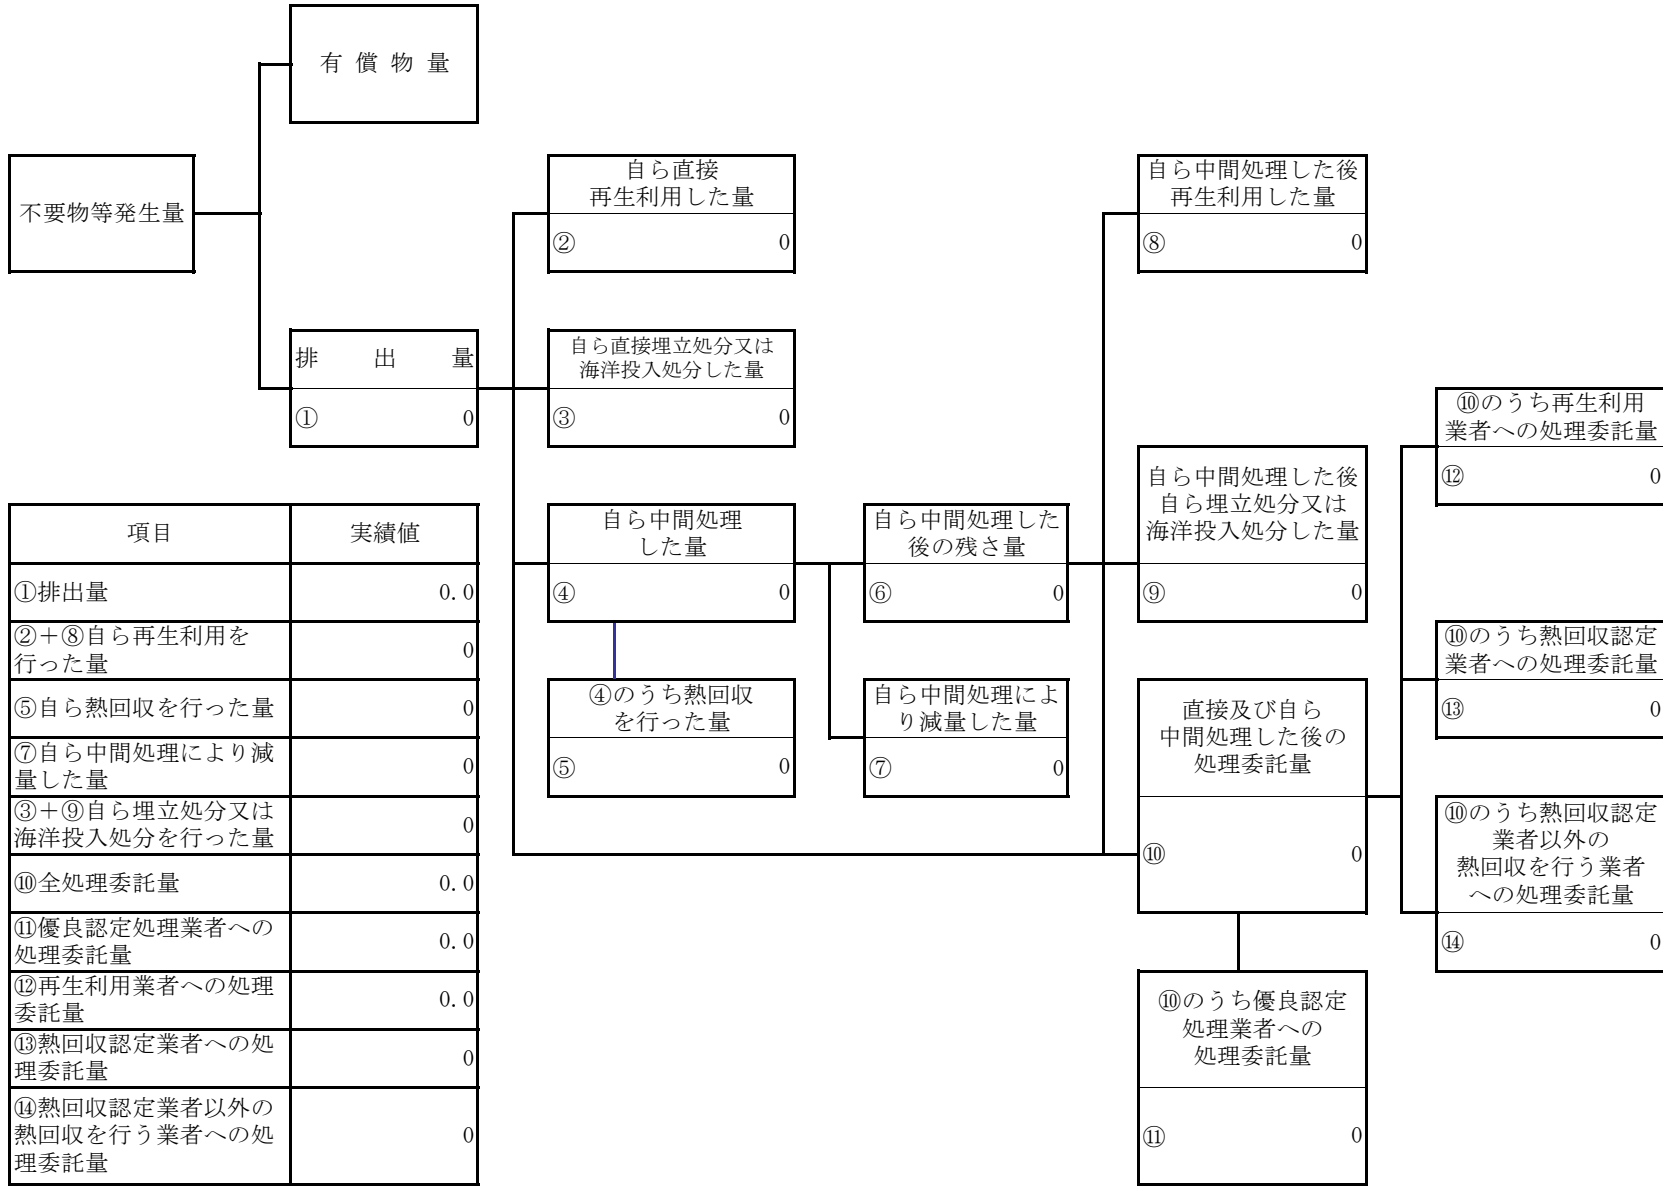 有償物量
不要物等発生量
排出量
① 0
自ら直接
再生利用した量
② 0
自ら直接埋立処分又は
海洋投入処分した量
③ 0
自ら中間処理
した量
④ 0
④のうち熱回収
を行った量
⑤ 0
自ら中間処理した
後の残さ量
⑥ 0
自ら中間処理によ
り減量した量
⑦ 0
自ら中間処理した後
再生利用した量
⑧ 0
自ら中間処理した後
自ら埋立処分又は
海洋投入処分した量
⑨ 0
直接及び自ら
中間処理した後の
処理委託量
⑩ 0
⑩のうち優良認定
処理業者への
処理委託量
⑪ 0
⑩のうち再生利用
業者への処理委託量
⑫ 0
⑩のうち熱回収認定
業者への処理委託量
⑬ 0
⑩のうち熱回収認定
業者以外の
熱回収を行う業者
への処理委託量
⑭ 0
項目 実績値
①排出量 0.0
②＋⑧自ら再生利用を
行った量 0
⑤自ら熱回収を行った量 0
⑦自ら中間処理により減
量した量 0
③＋⑨自ら埋立処分又は
海洋投入処分を行った量 0
⑩全処理委託量 0.0
⑪優良認定処理業者への
処理委託量 0.0
⑫再生利用業者への処理
委託量 0.0
⑬熱回収認定業者への処
理委託量 0
⑭熱回収認定業者以外の
熱回収を行う業者への処
理委託量 0